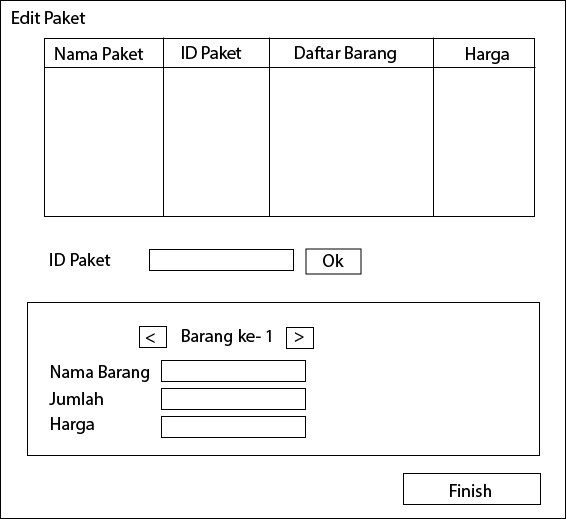 Edit Paket
Nama Paket ID Paket Daftar Barang Harga
ID Paket Ok
< Barang ke- 1 >
Nama Barang
Jumlah
Harga
Finish